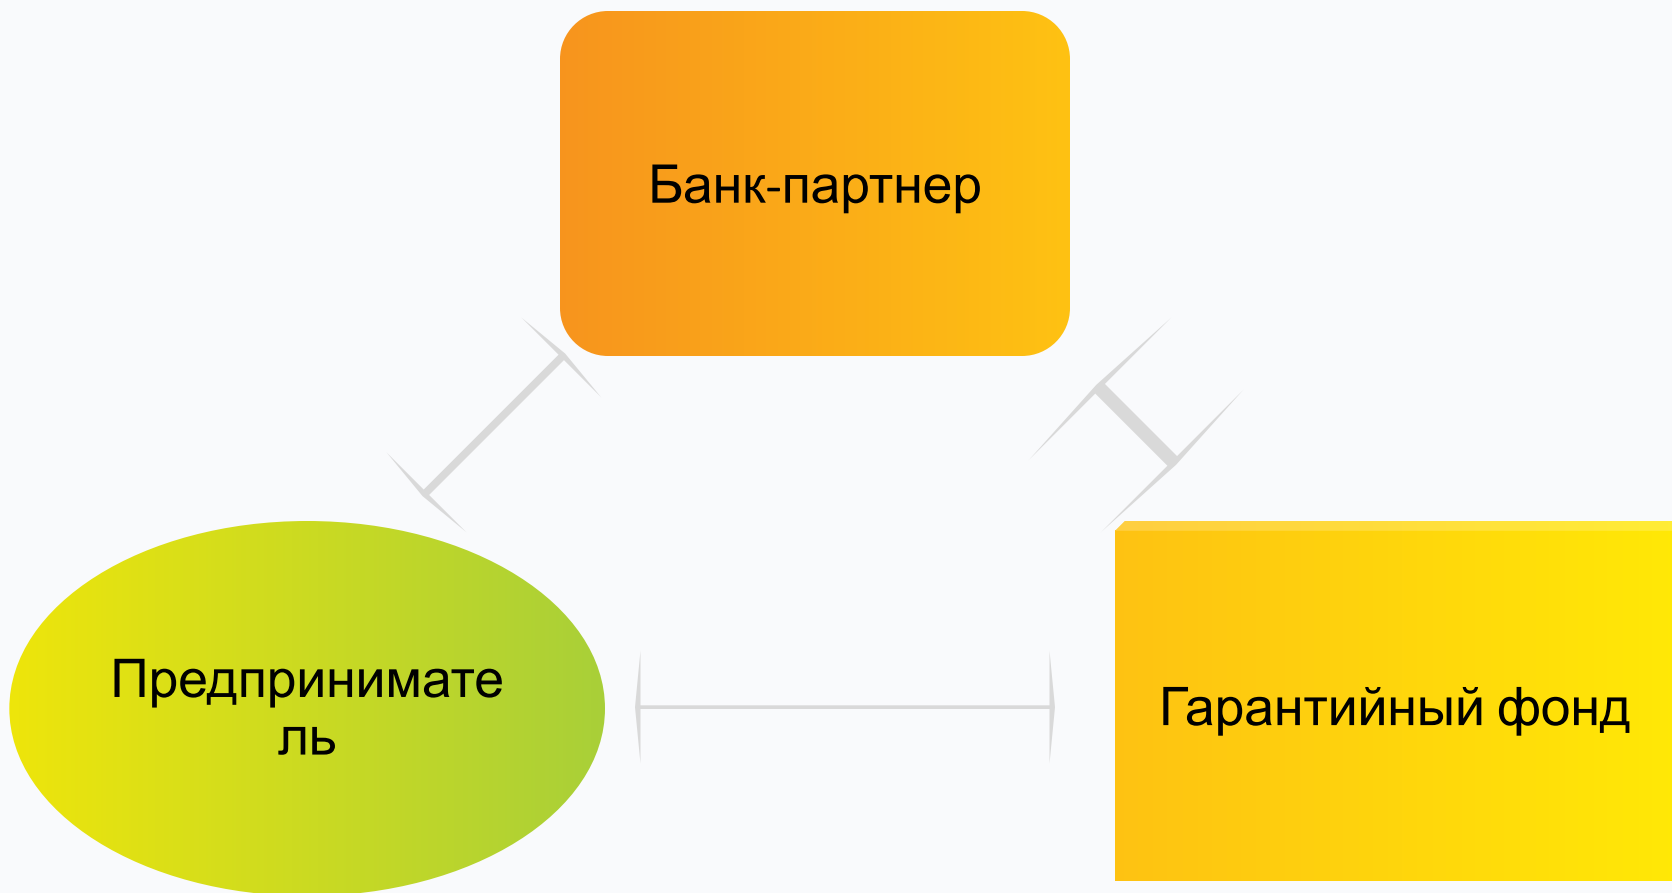 Банк-партнер
Предпринимате
ль
Гарантийный фонд